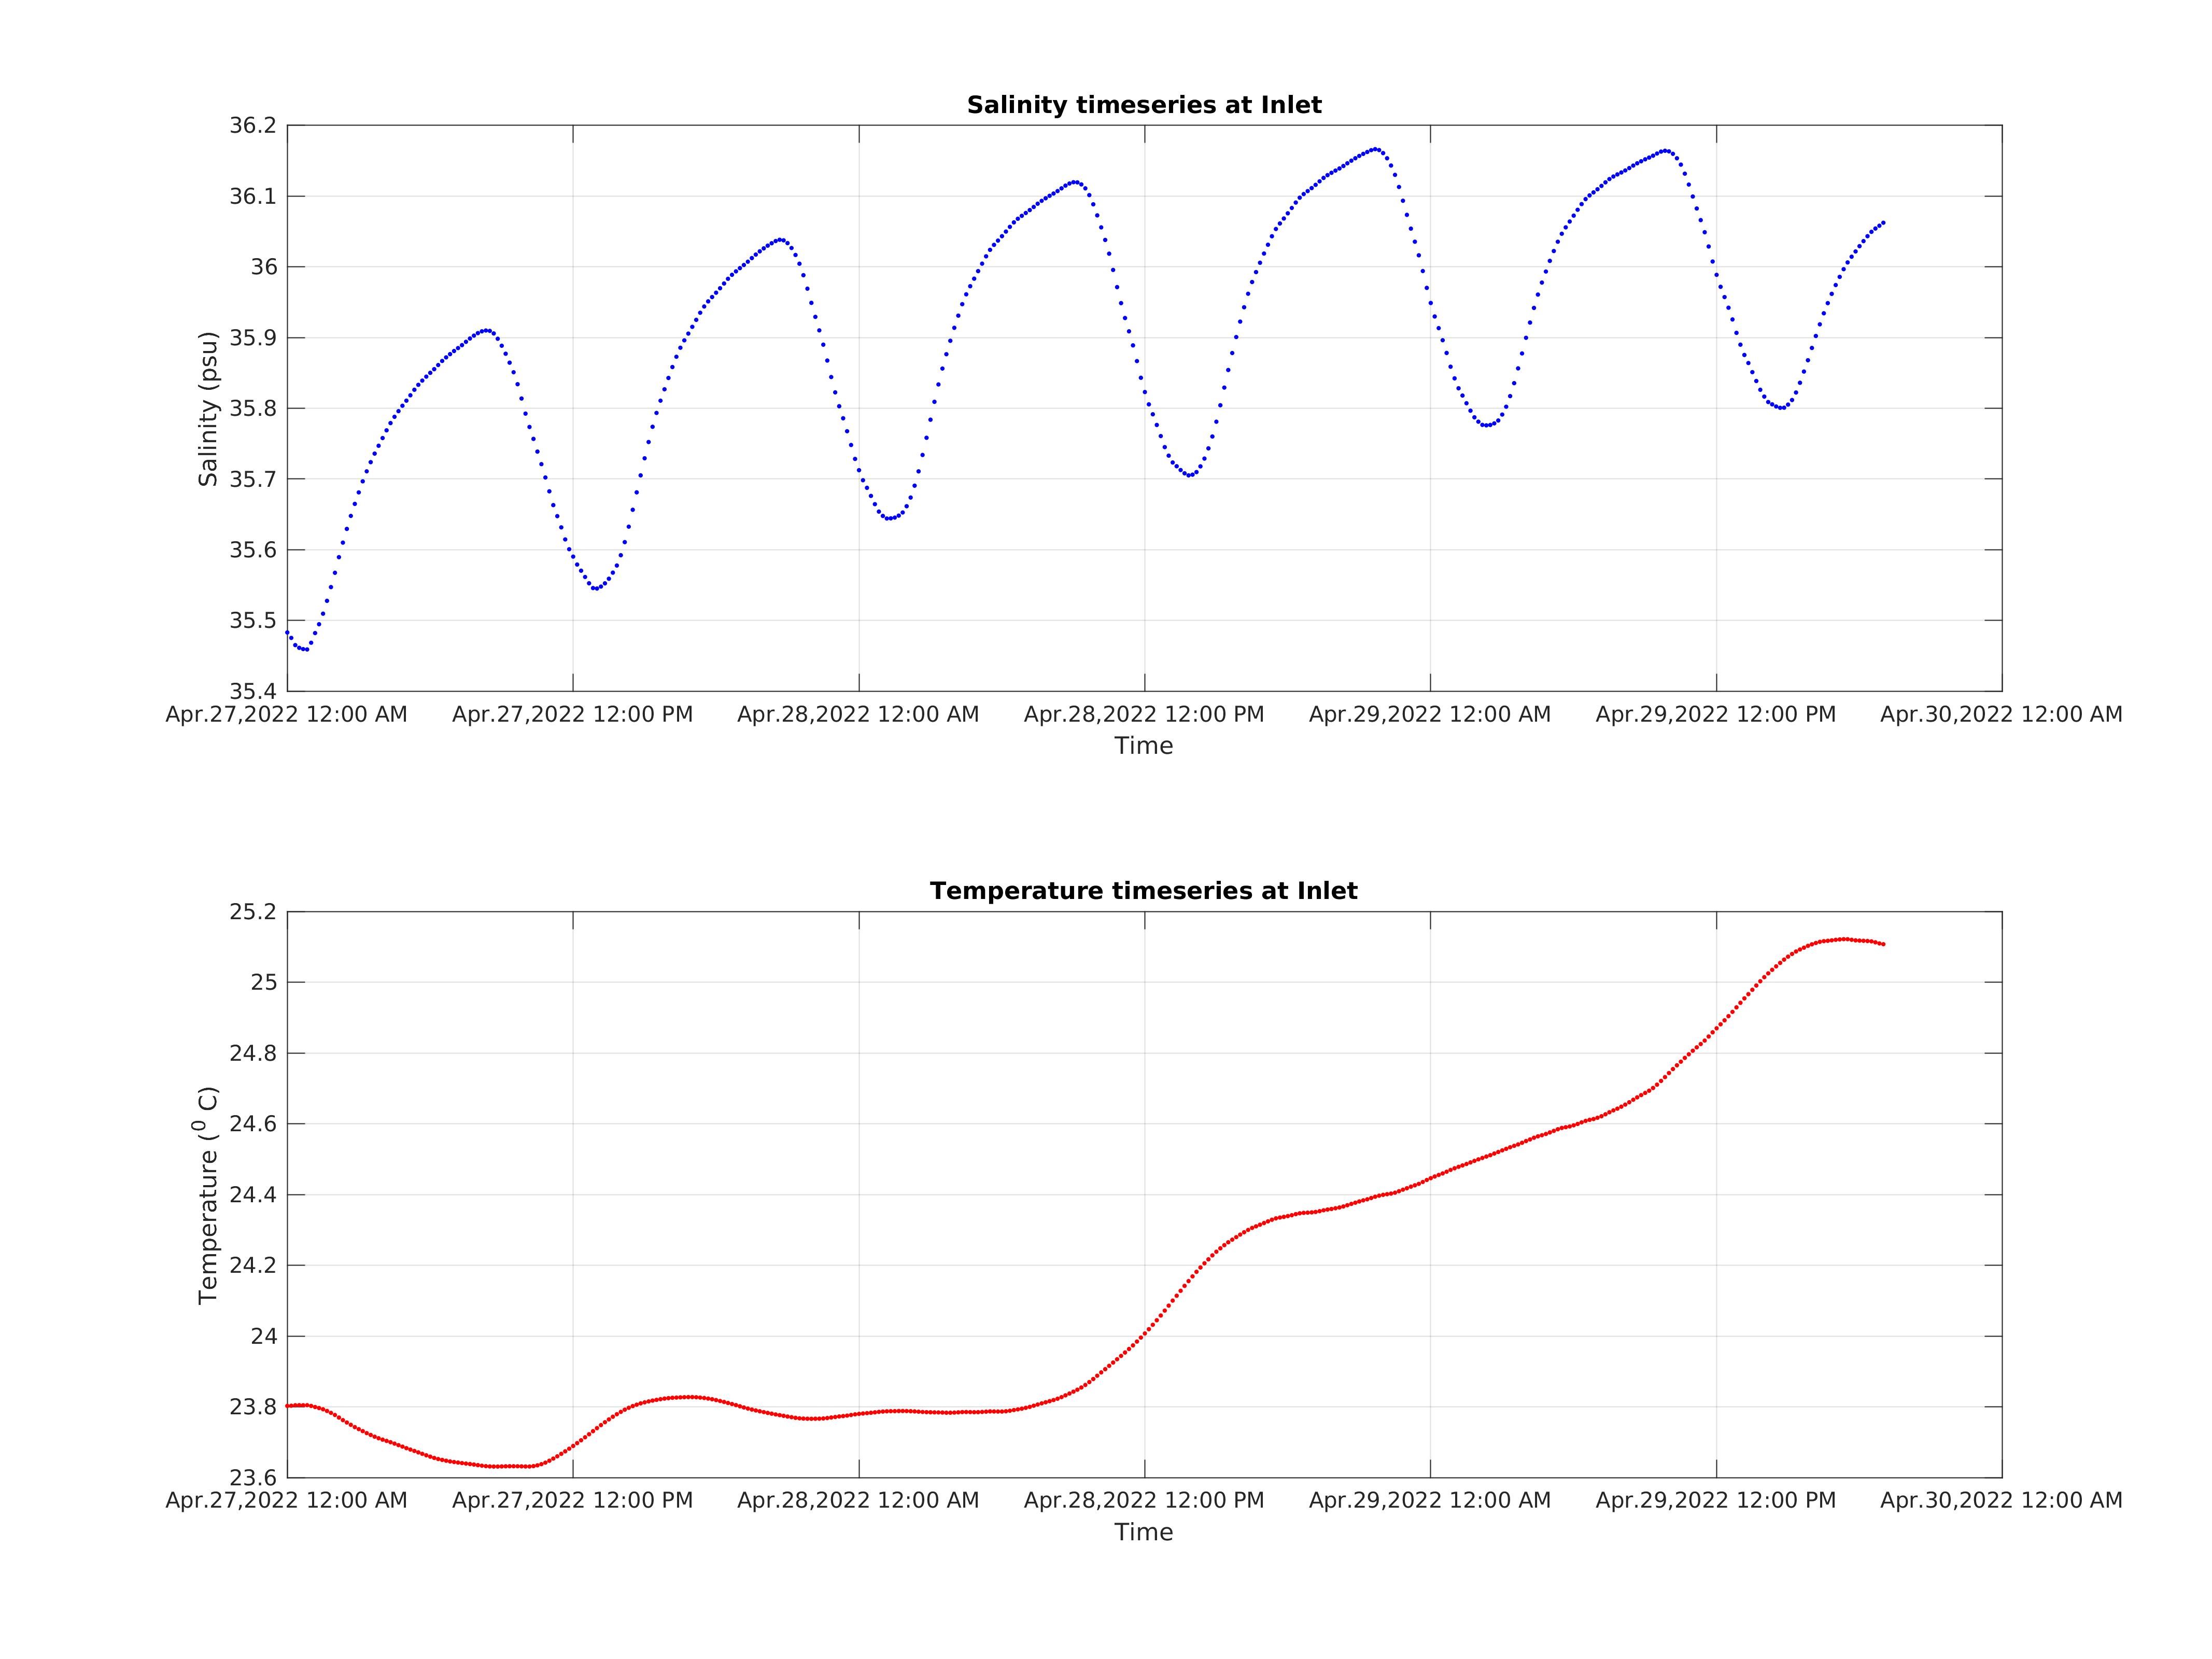 Salinity timeseries at Inlet
36.2
36.1
36
35.9
35.8
35.7
35.6
35.5
35.4
Salinity (psu)
Apr.27,2022 12:00 AM Apr.27,2022 12:00 PM Apr.28,2022 12:00 AM Apr.28,2022 12:00 PM Apr.29,2022 12:00 AM Apr.29,2022 12:00 PM Apr.30,2022 12:00 AM
Time
Temperature timeseries at Inlet
25.2
25
24.8
24.6
24.4
24.2
24
23.8
23.6
Temperature (⁰ C)
Apr.27,2022 12:00 AM Apr.27,2022 12:00 PM Apr.28,2022 12:00 AM Apr.28,2022 12:00 PM Apr.29,2022 12:00 AM Apr.29,2022 12:00 PM Apr.30,2022 12:00 AM
Time